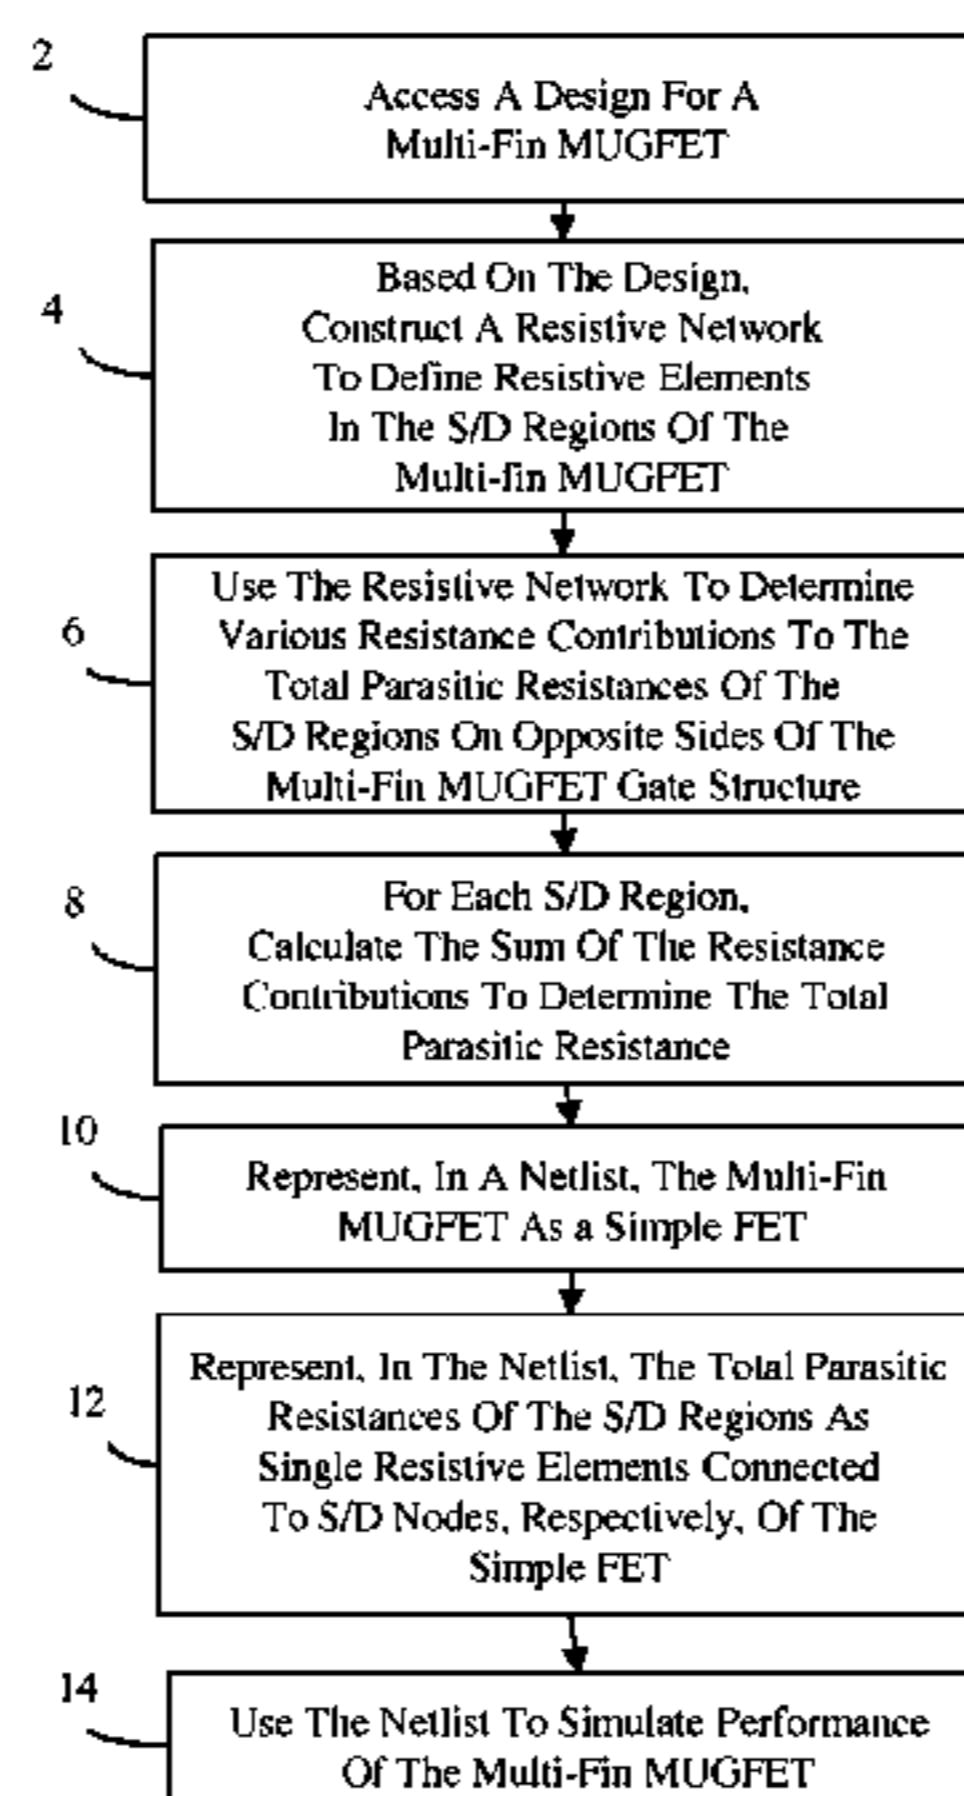 2
Access A Design For A
Multi-Fin MUGFET
4
Based On The Design,
Construct A Resistive Network
To Define Resistive Elements
In The S/D Regions Of The
Multi-fin MUGFET
6
Use The Resistive Network To Determine
Various Resistance Contributions To The
Total Parasitic Resistances Of The
S/D Regions On Opposite Sides Of The
Multi-Fin MUGFET Gate Structure
8
For Each S/D Region,
Calculate The Sum Of The Resistance
Contributions To Determine The Total
Parasitic Resistance
10
Represent, In A Netlist, The Multi-Fin
MUGFET As a Simple FET
12
Represent, In The Netlist, The Total Parasitic
Resistances Of The S/D Regions As
Single Resistive Elements Connected
To S/D Nodes, Respectively, Of The
Simple FET
14
Use The Netlist To Simulate Performance
Of The Multi-Fin MUGFET